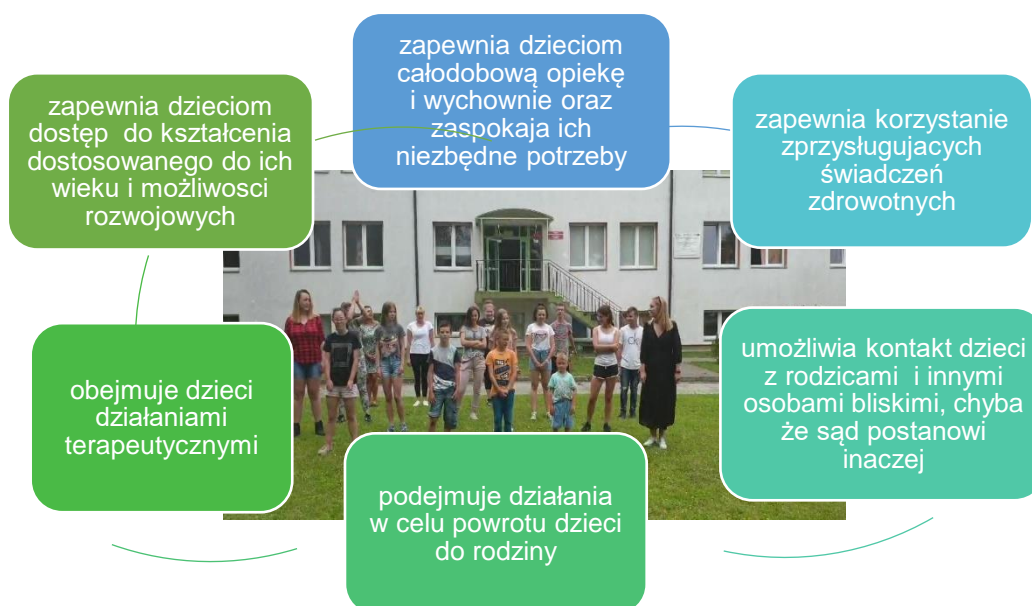 zapewnia dzieciom
całodobową opiekę
i wychownie oraz
zaspokaja ich
niezbędne potrzeby
zapewnia korzystanie
zprzysługujacych
świadczeń
zdrowotnych
umożliwia kontakt dzieci
z rodzicami i innymi
osobami bliskimi, chyba
że sąd postanowi
inaczej
podejmuje działania
w celu powrotu dzieci
do rodziny
obejmuje dzieci
działaniami
terapeutycznymi
zapewnia dzieciom
dostęp do kształcenia
dostosowanego do ich
wieku i możliwosci
rozwojowych